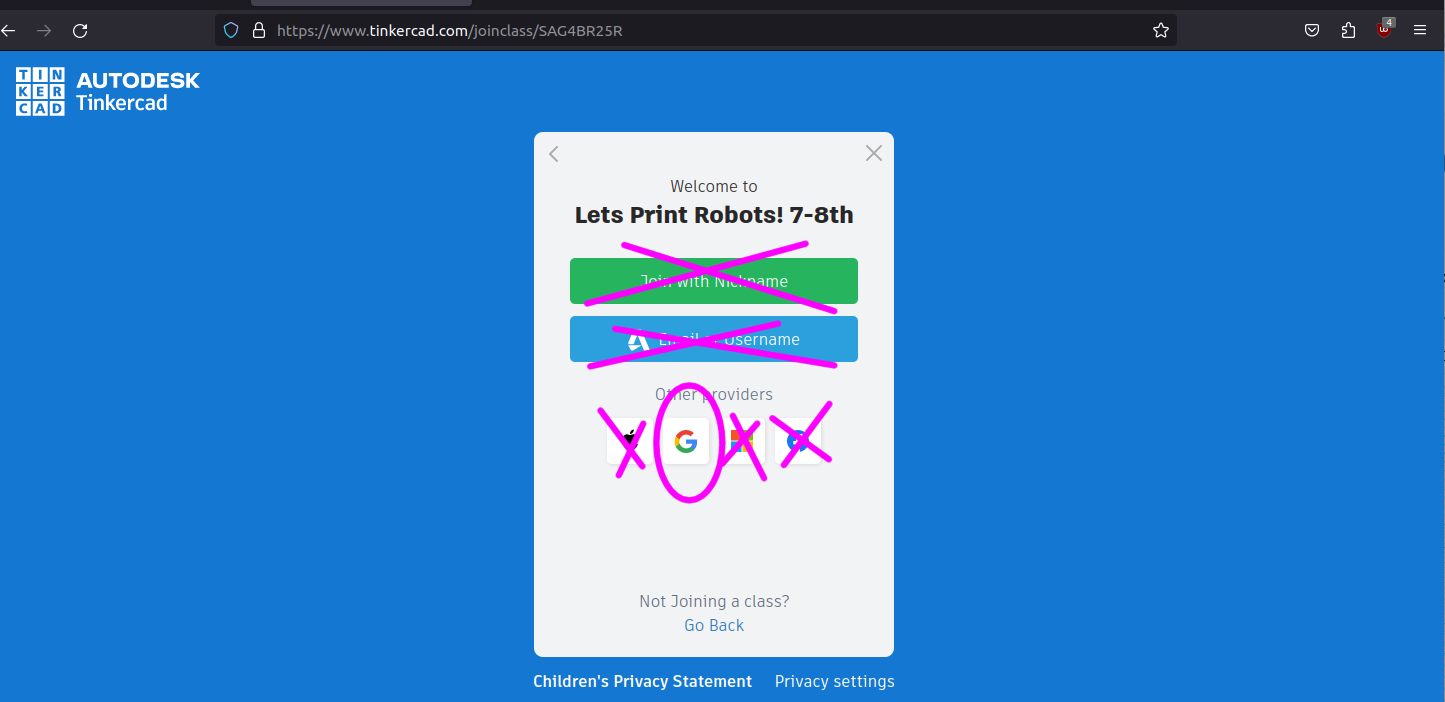 https://www.tinkercad.com/joinclass/SAG4BR25R
4
TIN
KER
CAD
AUTODESK
Tinkercad
Welcome to
Lets Print Robots! 7-8th
Join with Nickname
Email Username
Other providers
Not Joining a class?
Go Back
Children's Privacy Statement Privacy settings